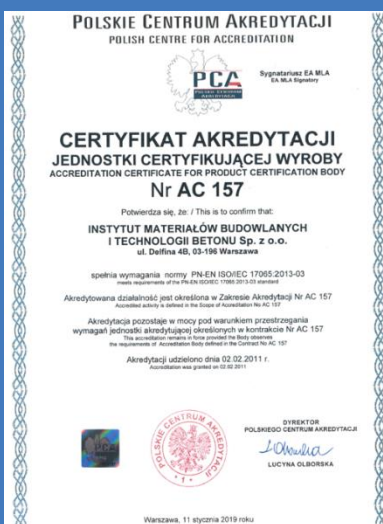 POLSKIE CENTRUM AKREDYTACJI
POLISH CENTRE FOR ACCREDITATION
PCA
POLSKIE CENTRUM
AKREDYTACJI
Sygnatariusz EA MLA
EA MLA Signatory
CERTYFIKAT AKREDYTACJI
JEDNOSTKI CERTYFIKUJĄCEJ WYROBY
ACCREDITATION CERTIFICATE FOR PRODUCT CERTIFICATION BODY
Nr AC 157
Potwierdza się, że: / This is to confirm that:
INSTYTUT MATERIAŁÓW BUDOWLANYCH
I TECHNOLOGII BETONU Sp. z o.o.
ul. Delfina 4B, 03-196 Warszawa
spełnia wymagania normy PN-EN ISO/IEC 17065:2013-03
meets requirements of the PN-EN ISO/IEC 17065:2013-03 standard
Akredytowana działalność jest określona w Zakresie Akredytacji Nr AC 157
Accredited activity is defined in the Scope of Accreditation No AC 157
Akredytacja pozostaje w mocy pod warunkiem przestrzegania
wymagań jednostki akredytującej określonych w kontrakcie Nr AC 157
This accreditation remains in force provided the Body observes
the requirements of Accreditation Body defined in the Contract No AC 157
Akredytacji udzielono dnia 02.02.2011 r.
Accreditation was granted on 02.02.2011
POLSKIE CENTRUM AKREDYTACJI
• 1 •
DYREKTOR
POLSKIEGO CENTRUM AKREDYTACJI
LUCYNA OLBORSKA
Warszawa, 11 stycznia 2019 roku